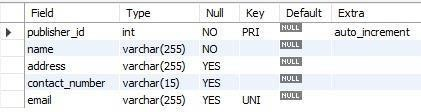 Field Type Null Key Default Extra
publisher_id int NO PRI NULL auto_increment
name varchar(255) NO NULL
address varchar(255) YES NULL
contact_number varchar(15) YES NULL
email varchar(255) YES UNI NULL